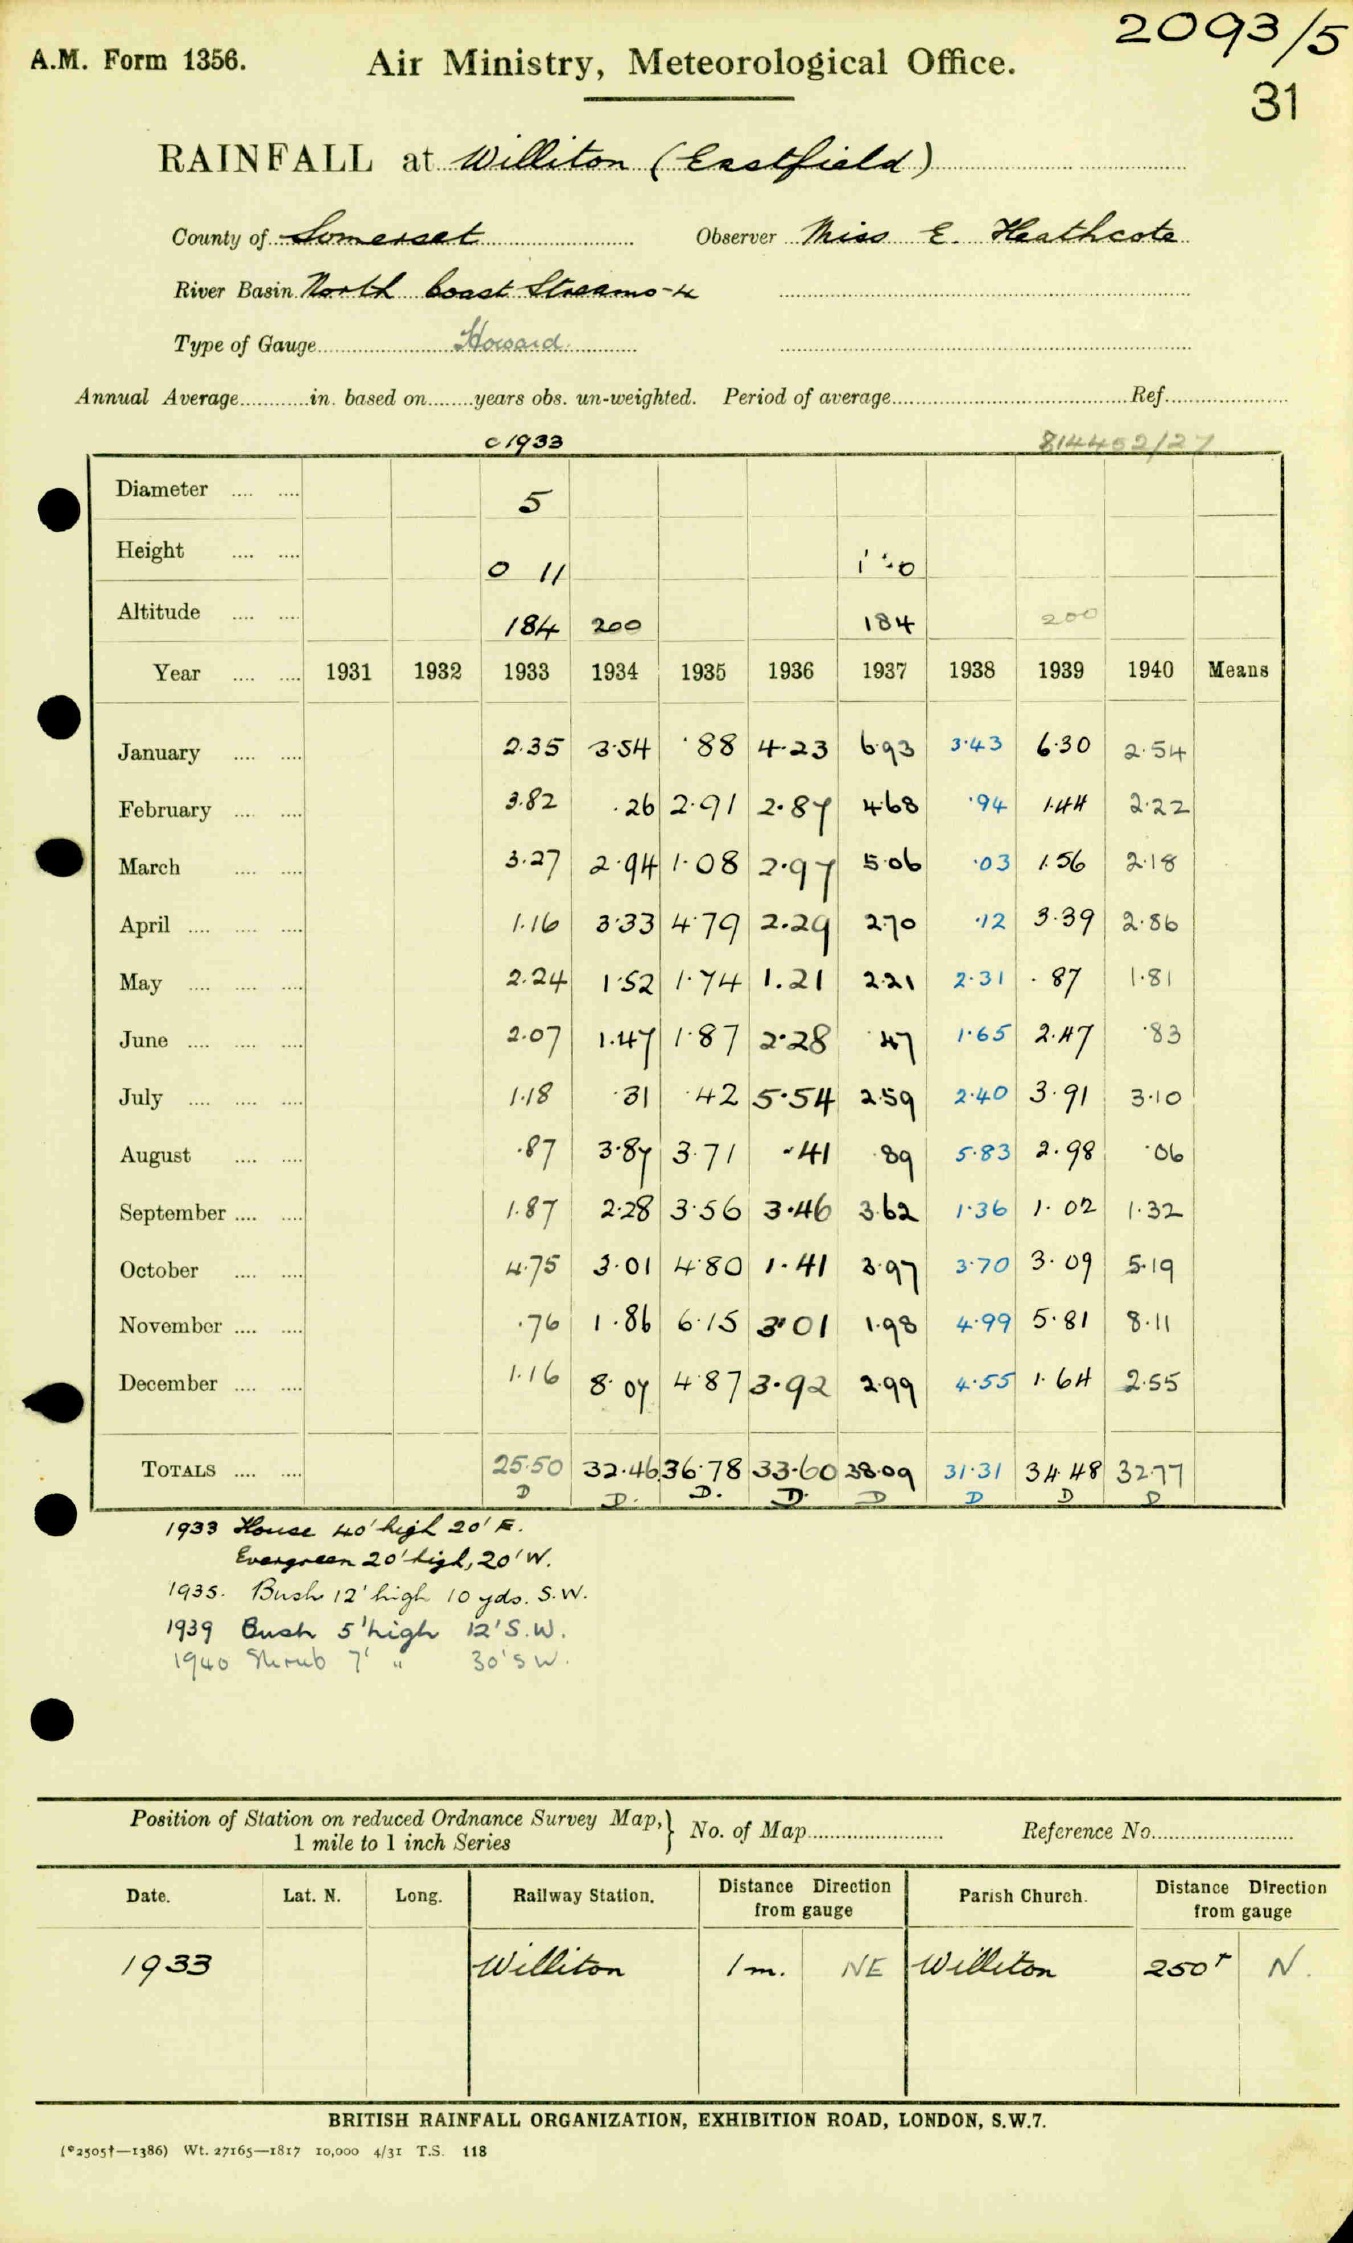 2093/5
A.M. Form 1356. Air Ministry, Meteorological Office.
31
RAINFALL at Williton (Eastfield)
County of Somerset Observer Miss E. Heathcote
River Basin North Coast Streams-4
Type of Gauge Howard
Annual Average in. based on years obs. un-weighted. Period of average Ref.
c 1933 814452/27
Diameter 5
Height 0 11 1' 0
Altitude 184 200 184 200
Year 1931 1932 1933 1934 1935 1936 1937 1938 1939 1940 Means
January 2.35 3.54 .88 4.23 6.93 3.43 6.30 2.54
February 3.82 .26 2.91 2.87 4.68 .94 1.44 2.22
March 3.27 2.94 1.08 2.97 5.06 .03 1.56 2.18
April 1.16 3.33 4.79 2.29 2.70 .12 3.39 2.86
May 2.24 1.52 1.74 1.21 2.21 2.31 .87 1.81
June 2.07 1.47 1.87 2.28 .47 1.65 2.47 .83
July 1.18 .31 .42 5.54 2.59 2.40 3.91 3.10
August .87 3.87 3.71 .41 .89 5.83 2.98 .06
September 1.87 2.28 3.56 3.46 3.62 1.36 1.02 1.32
October 4.75 3.01 4.80 1.41 3.97 3.70 3.09 5.19
November .76 1.86 6.15 3.01 1.98 4.99 5.81 8.11
December 1.16 8.07 4.87 3.92 2.99 4.55 1.64 2.55
TOTALS 25.50 32.46 36.78 33.60 38.09 31.31 34.48 32.77
D D. D. D. D D D D
1933 House 40' high 20' E.
Evergreen 20' high, 20' W.
1935. Bush 12' high 10 yds. S.W.
1939 Bush 5' high 12' S.W.
1940 Shrub 7' " 30' SW.
Position of Station on reduced Ordnance Survey Map, 1 mile to 1 inch Series } No. of Map Reference No.
Date. Lat. N. Long. Railway Station. Distance Direction from gauge Parish Church. Distance Direction from gauge
1933 Williton 1 m. NE Williton 250 N.
BRITISH RAINFALL ORGANIZATION, EXHIBITION ROAD, LONDON, S.W.7.
(*2505†—1386) Wt. 27165—1817 10,000 4/31 T.S. 118